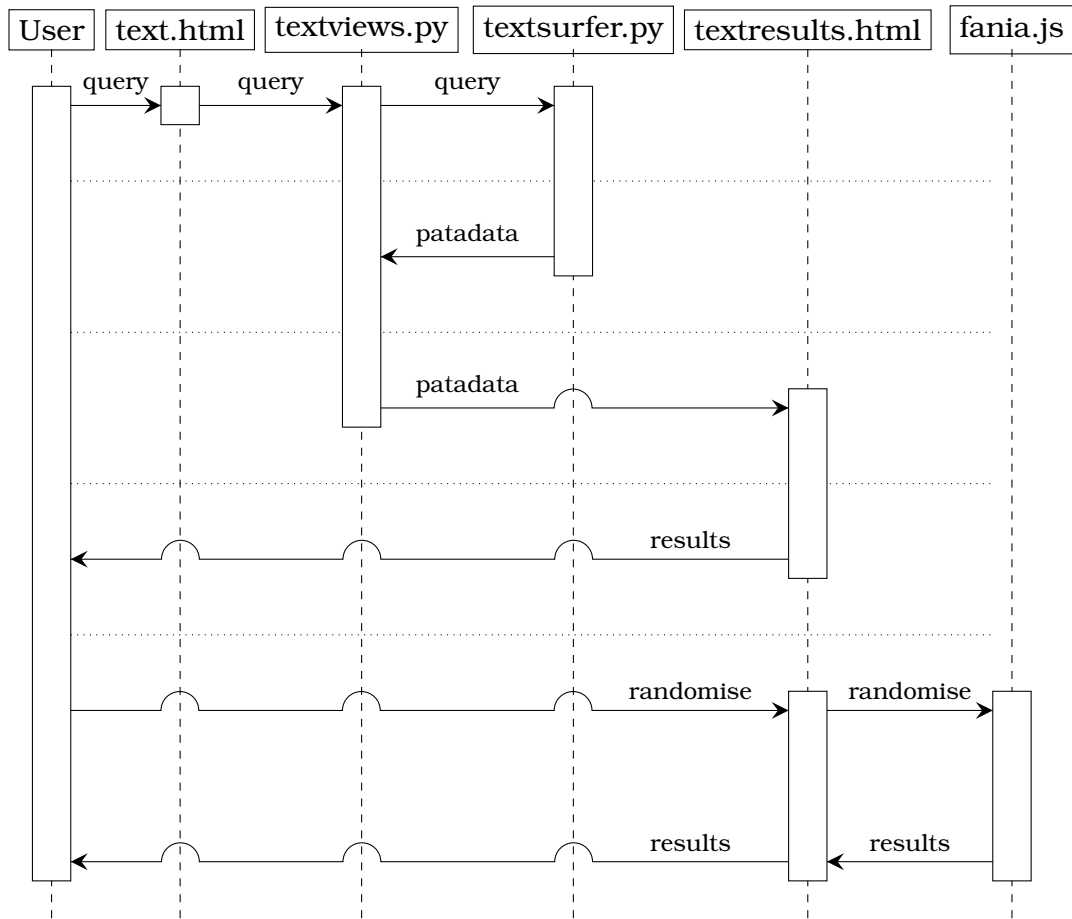 User text.html textviews.py textsurfer.py textresults.html fania.js
query query query
patadata
patadata
results
randomise randomise
results results